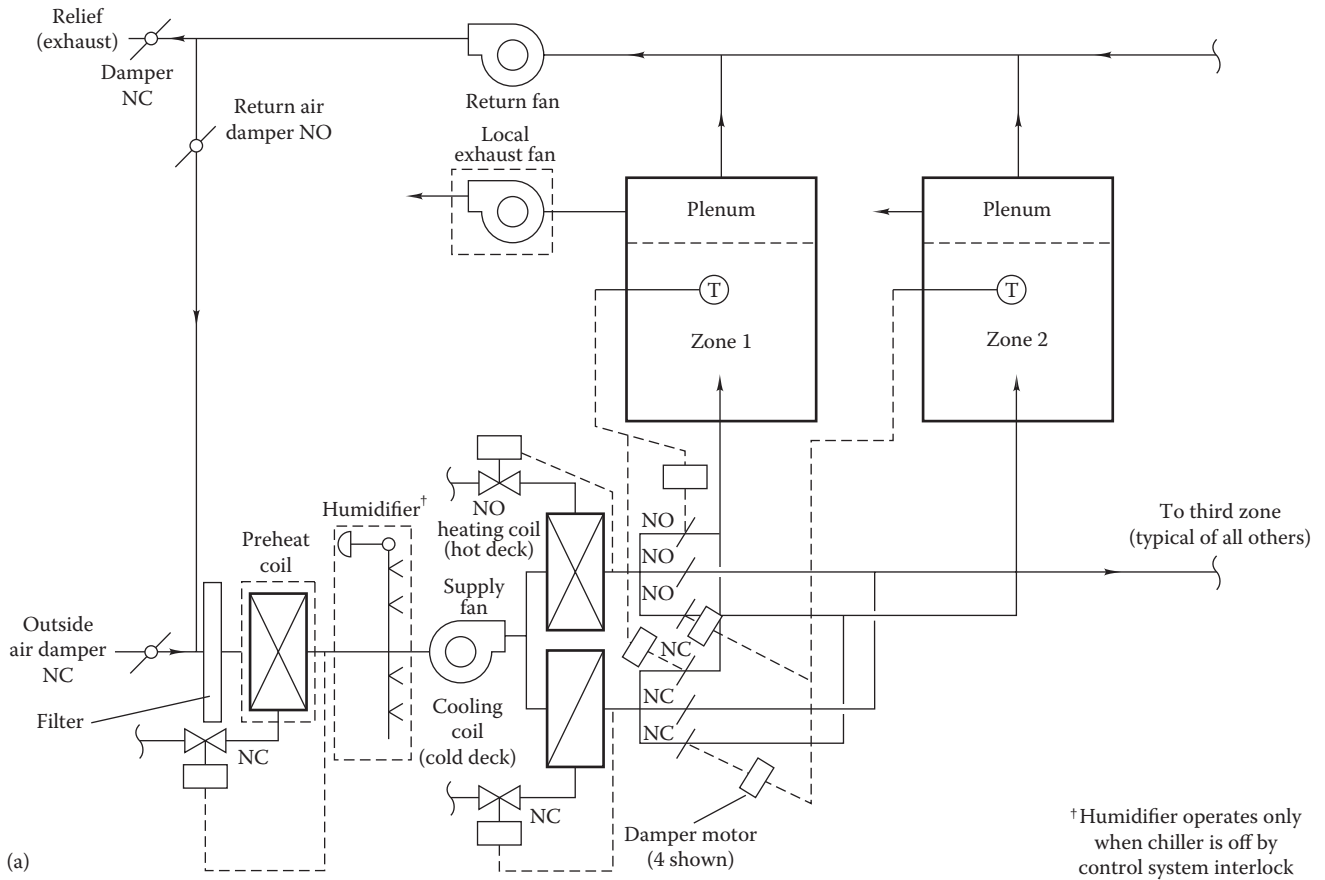 Relief
(exhaust)
Damper
NC
Return air
damper NO
Return fan
Local
exhaust fan
Plenum
Plenum
T
T
Zone 1
Zone 2
Humidifier†
Preheat
coil
NO
heating coil
(hot deck)
Supply
fan
NO
NO
NO
NC
NC
NC
To third zone
(typical of all others)
Outside
air damper
NC
Filter
NC
Cooling
coil
(cold deck)
NC
Damper motor
(4 shown)
†Humidifier operates only
when chiller is off by
control system interlock
(a)